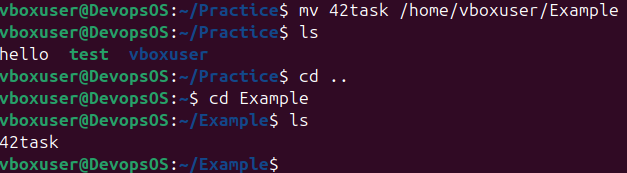 vboxuser@DevopsOS:~/Practice$ mv 42task /home/vboxuser/Example
vboxuser@DevopsOS:~/Practice$ ls
hello  test  vboxuser
vboxuser@DevopsOS:~/Practice$ cd ..
vboxuser@DevopsOS:~$ cd Example
vboxuser@DevopsOS:~/Example$ ls
42task
vboxuser@DevopsOS:~/Example$